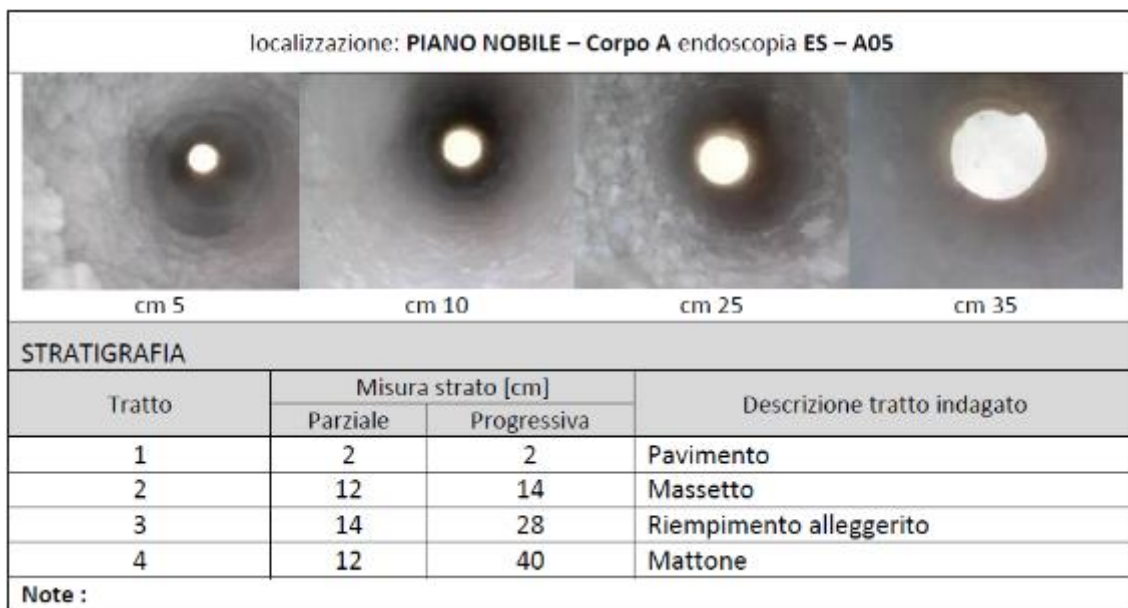 localizzazione: PIANO NOBILE – Corpo A endoscopia ES – A05
cm 5 cm 10 cm 25 cm 35
STRATIGRAFIA
Tratto Misura strato [cm] Descrizione tratto indagato
Parziale Progressiva
1 2 2 Pavimento
2 12 14 Massetto
3 14 28 Riempimento alleggerito
4 12 40 Mattone
Note :